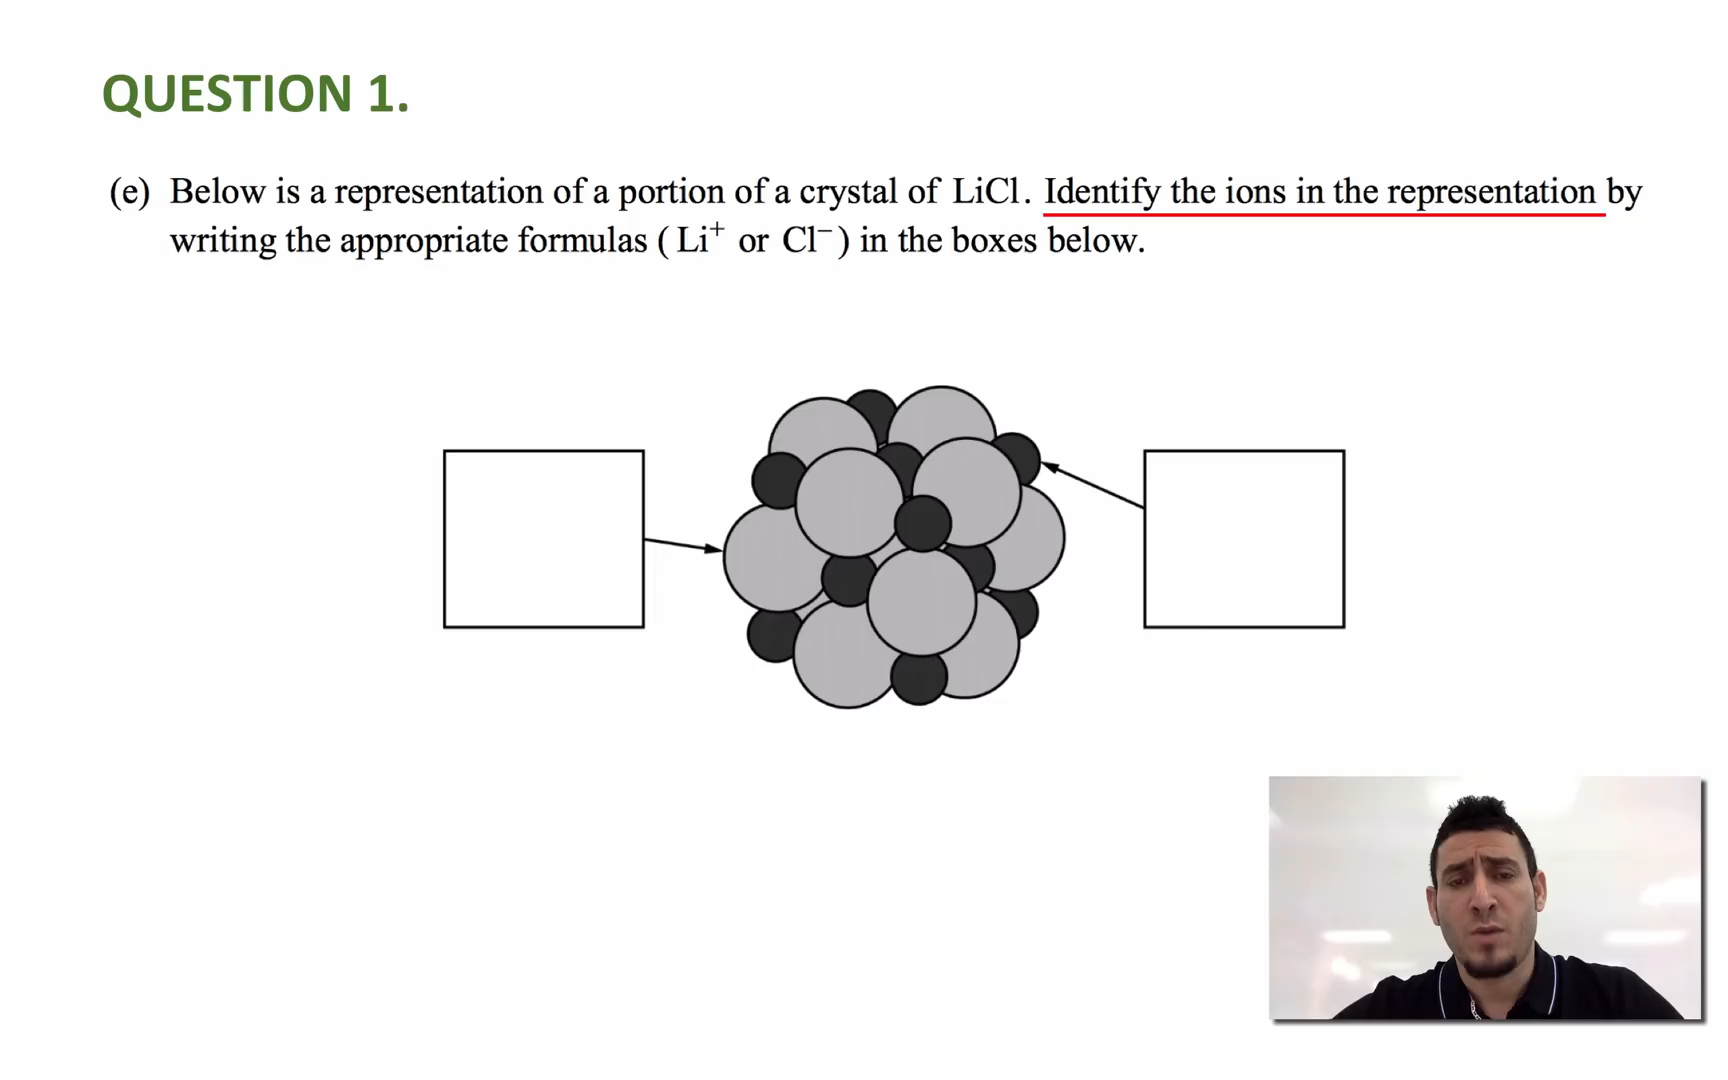 QUESTION 1.
(e) Below is a representation of a portion of a crystal of LiCl. Identify the ions in the representation by
writing the appropriate formulas ( Li⁺ or Cl⁻ ) in the boxes below.